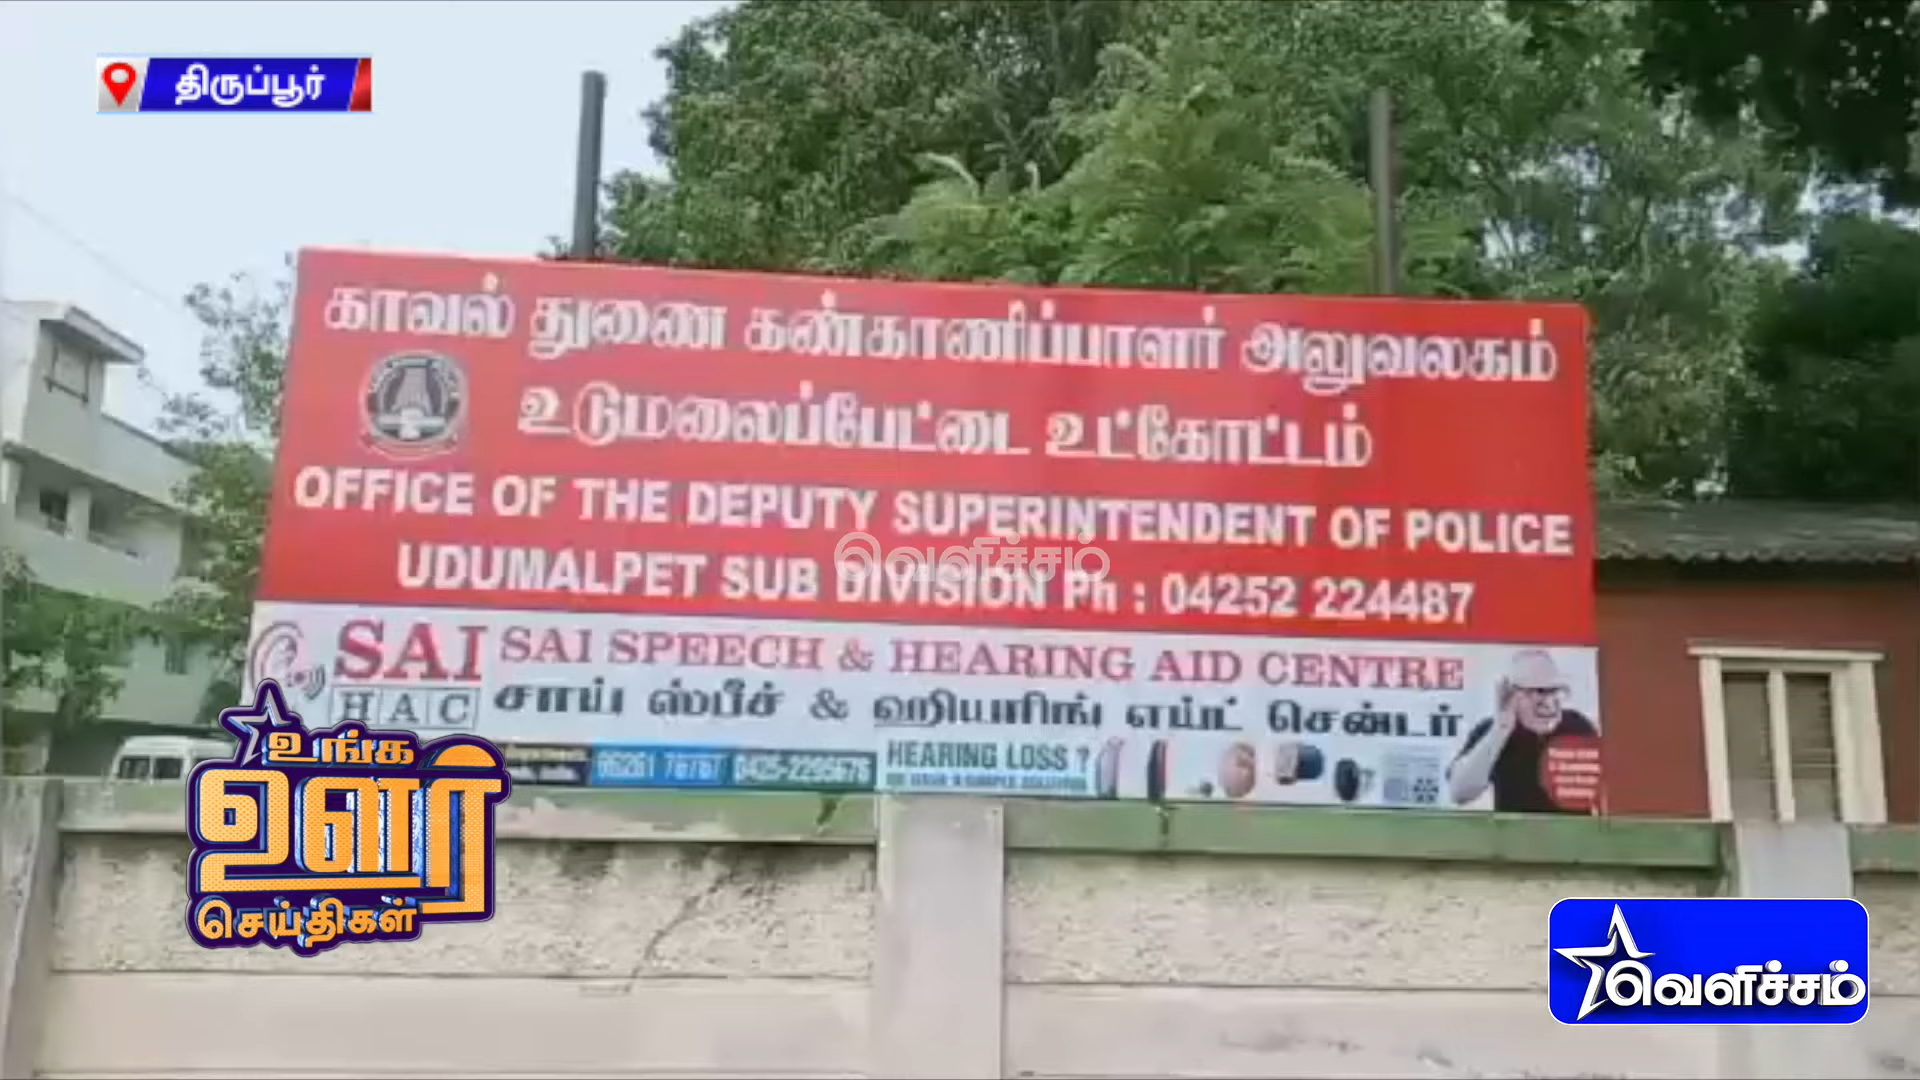 திருப்பூர்
காவல் துணை கண்காணிப்பாளர் அலுவலகம்
உடுமலைப்பேட்டை உட்கோட்டம்
OFFICE OF THE DEPUTY SUPERINTENDENT OF POLICE
UDUMALPET SUB DIVISION Ph : 04252 224487
வெளிச்சம்
SAI SAI SPEECH & HEARING AID CENTRE
HAC சாய் ஸ்பீச் & ஹியரிங் எய்ட் சென்டர்
HEARING LOSS ?
உங்க
ஊர்
செய்திகள்
வெளிச்சம்